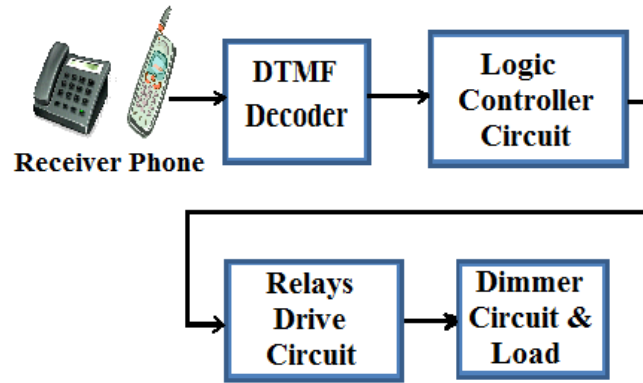 Receiver Phone
DTMF
Decoder
Logic
Controller
Circuit
Relays
Drive
Circuit
Dimmer
Circuit &
Load